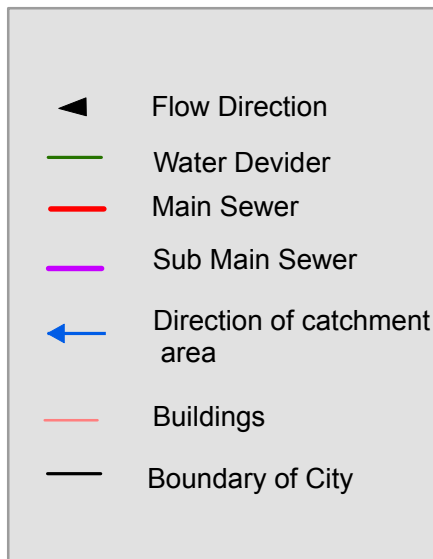 Flow Direction
Water Devider
Main Sewer
Sub Main Sewer
Direction of catchment
area
Buildings
Boundary of City